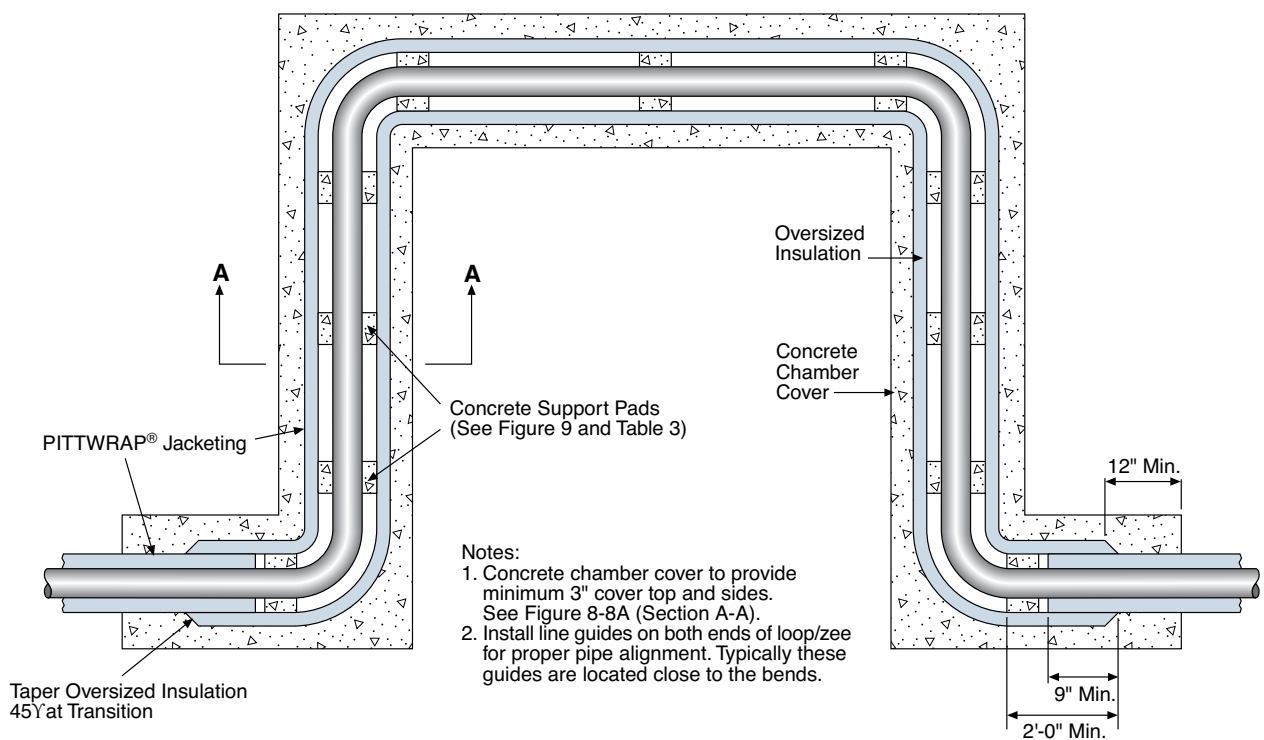 Oversized
Insulation
A
A
Concrete
Chamber
Cover
Concrete Support Pads
(See Figure 9 and Table 3)
PITTWRAP® Jacketing
12" Min.
Notes:
1. Concrete chamber cover to provide
minimum 3" cover top and sides.
See Figure 8-8A (Section A-A).
2. Install line guides on both ends of loop/zee
for proper pipe alignment. Typically these
guides are located close to the bends.
Taper Oversized Insulation
45ϒat Transition
9" Min.
2'-0" Min.